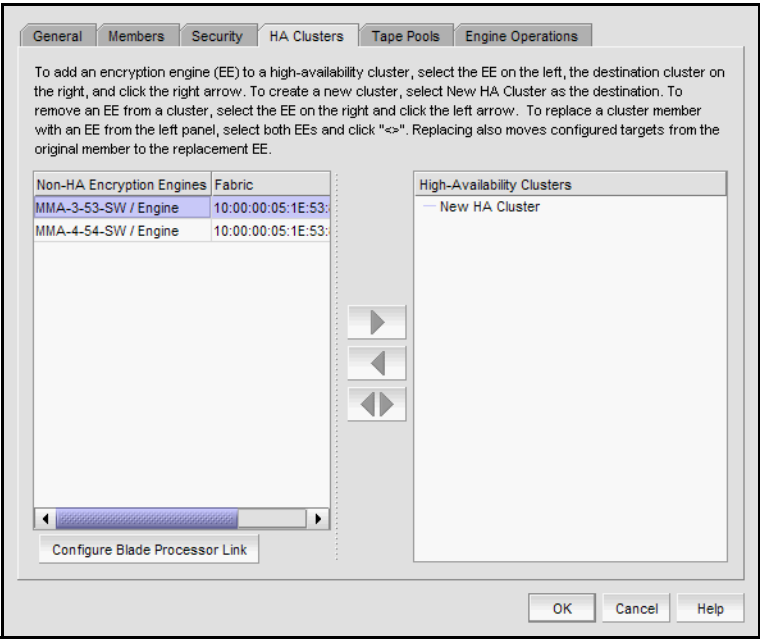 General Members Security HA Clusters Tape Pools Engine Operations
To add an encryption engine (EE) to a high-availability cluster, select the EE on the left, the destination cluster on
the right, and click the right arrow. To create a new cluster, select New HA Cluster as the destination. To
remove an EE from a cluster, select the EE on the right and click the left arrow. To replace a cluster member
with an EE from the left panel, select both EEs and click "<>". Replacing also moves configured targets from the
original member to the replacement EE.
Non-HA Encryption Engines Fabric
MMA-3-53-SW / Engine 10:00:00:05:1E:53:
MMA-4-54-SW / Engine 10:00:00:05:1E:53:
High-Availability Clusters
New HA Cluster
Configure Blade Processor Link
OK Cancel Help